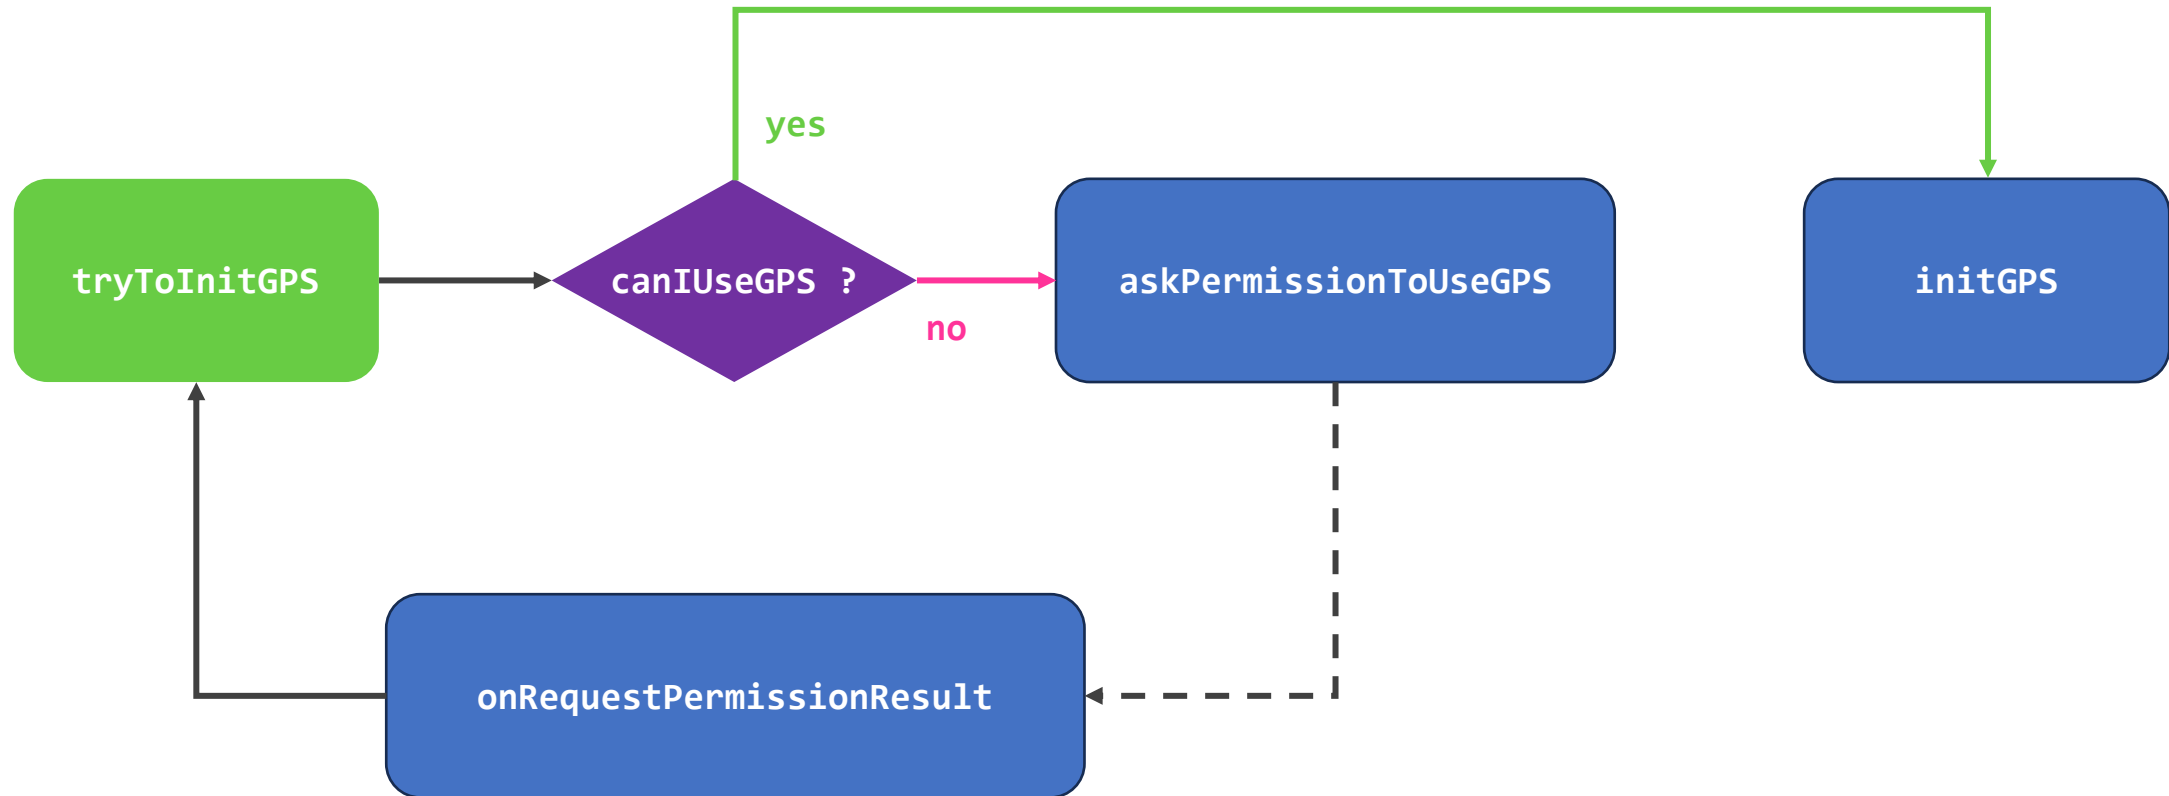 yes
tryToInitGPS
canIUseGPS ?
askPermissionToUseGPS
initGPS
no
onRequestPermissionResult